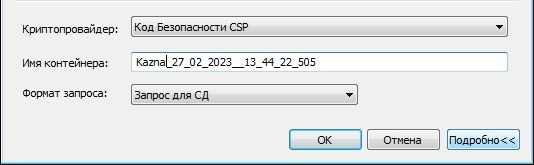 Криптопровайдер: Код Безопасности CSP
Имя контейнера: Kazna_27_02_2023__13_44_22_505
Формат запроса: Запрос для СД
OK Отмена Подробно<<